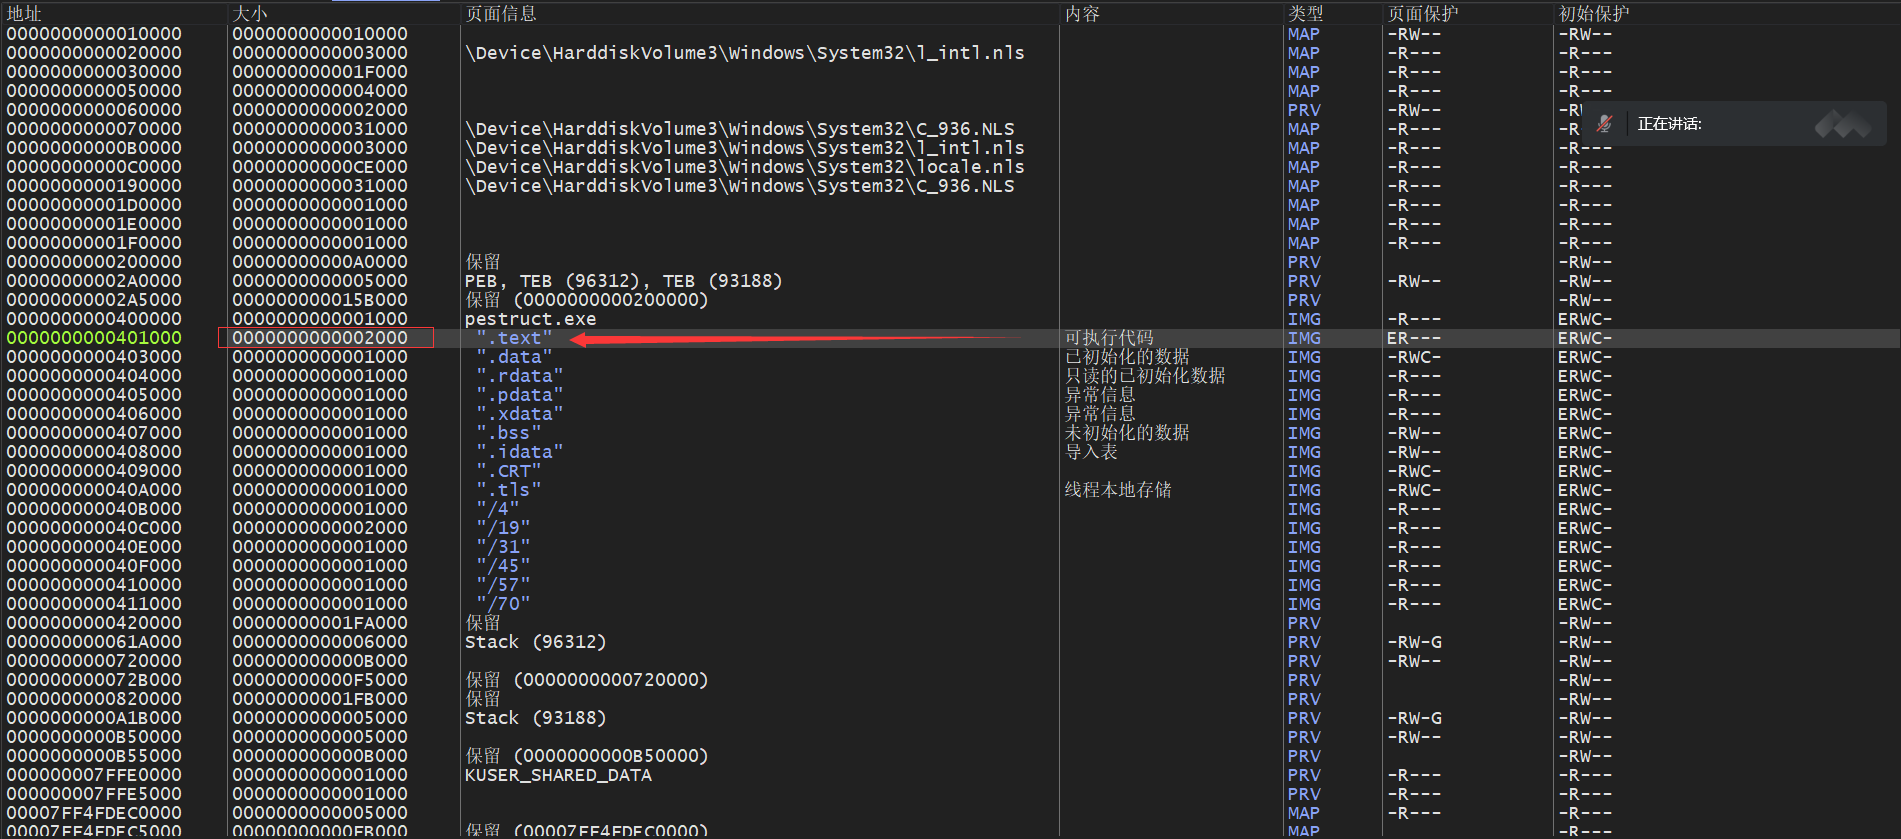 地址 大小 页面信息 内容 类型 页面保护 初始保护
0000000000010000 0000000000010000 MAP -RW-- -RW--
0000000000020000 0000000000003000 \Device\HarddiskVolume3\Windows\System32\l_intl.nls MAP -R--- -R---
0000000000030000 000000000001F000 MAP -R--- -R---
0000000000050000 0000000000004000 MAP -R--- -R---
0000000000060000 0000000000002000 PRV -RW-- -RW
正在讲话:
0000000000070000 0000000000031000 \Device\HarddiskVolume3\Windows\System32\C_936.NLS MAP -R--- -R
00000000000B0000 0000000000003000 \Device\HarddiskVolume3\Windows\System32\l_intl.nls MAP -R--- -R---
00000000000C0000 00000000000CE000 \Device\HarddiskVolume3\Windows\System32\locale.nls MAP -R--- -R---
0000000000190000 0000000000031000 \Device\HarddiskVolume3\Windows\System32\C_936.NLS MAP -R--- -R---
00000000001D0000 0000000000001000 MAP -R--- -R---
00000000001E0000 0000000000001000 MAP -R--- -R---
00000000001F0000 0000000000001000 MAP -R--- -R---
0000000000200000 00000000000A0000 保留 PRV -RW--
00000000002A0000 0000000000005000 PEB, TEB (96312), TEB (93188) PRV -RW-- -RW--
00000000002A5000 000000000015B000 保留 (0000000000200000) PRV -RW--
0000000000400000 0000000000001000 pestruct.exe IMG -R--- ERWC-
0000000000401000 0000000000002000 ".text" 可执行代码 IMG ER--- ERWC-
0000000000403000 0000000000001000 ".data" 已初始化的数据 IMG -RWC- ERWC-
0000000000404000 0000000000001000 ".rdata" 只读的已初始化数据 IMG -R--- ERWC-
0000000000405000 0000000000001000 ".pdata" 异常信息 IMG -R--- ERWC-
0000000000406000 0000000000001000 ".xdata" 异常信息 IMG -R--- ERWC-
0000000000407000 0000000000001000 ".bss" 未初始化的数据 IMG -RW-- ERWC-
0000000000408000 0000000000001000 ".idata" 导入表 IMG -RW-- ERWC-
0000000000409000 0000000000001000 ".CRT" IMG -RWC- ERWC-
000000000040A000 0000000000001000 ".tls" 线程本地存储 IMG -RWC- ERWC-
000000000040B000 0000000000001000 "/4" IMG -R--- ERWC-
000000000040C000 0000000000002000 "/19" IMG -R--- ERWC-
000000000040E000 0000000000001000 "/31" IMG -R--- ERWC-
000000000040F000 0000000000001000 "/45" IMG -R--- ERWC-
0000000000410000 0000000000001000 "/57" IMG -R--- ERWC-
0000000000411000 0000000000001000 "/70" IMG -R--- ERWC-
0000000000420000 00000000001FA000 保留 PRV -RW--
000000000061A000 0000000000006000 Stack (96312) PRV -RW-G -RW--
0000000000720000 000000000000B000 PRV -RW-- -RW--
000000000072B000 00000000000F5000 保留 (0000000000720000) PRV -RW--
0000000000820000 00000000001FB000 保留 PRV -RW--
0000000000A1B000 0000000000005000 Stack (93188) PRV -RW-G -RW--
0000000000B50000 0000000000005000 PRV -RW-- -RW--
0000000000B55000 000000000000B000 保留 (0000000000B50000) PRV -RW--
000000007FFE0000 0000000000001000 KUSER_SHARED_DATA PRV -R--- -R---
000000007FFE5000 0000000000001000 PRV -R--- -R---
00007FF4FDEC0000 0000000000005000 MAP -R--- -R---
00007FF4FDEC5000 00000000000FB000 保留 (00007FF4FDEC0000) MAP -R---